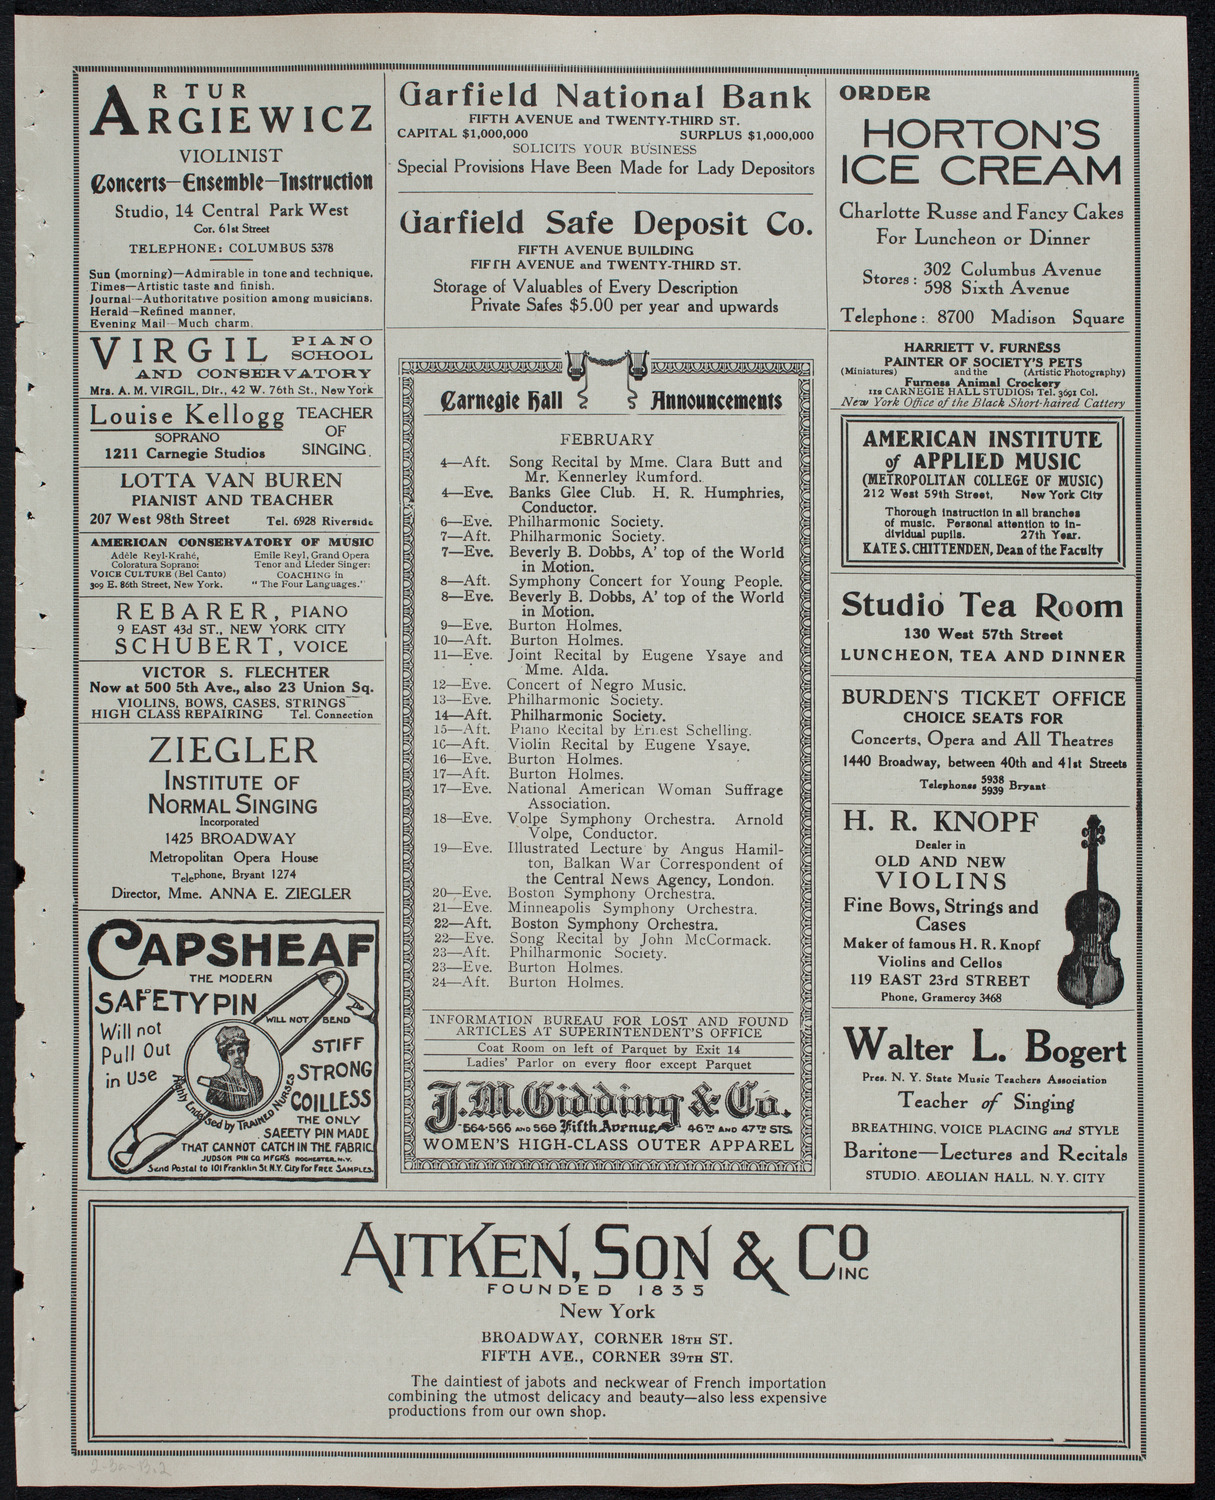 ARTUR
ARGIEWICZ
VIOLINIST
Concerts—Ensemble—Instruction
Studio, 14 Central Park West
Cor. 61st Street
TELEPHONE: COLUMBUS 5378
Sun (morning)—Admirable in tone and technique.
Times—Artistic taste and finish.
Journal—Authoritative position among musicians.
Herald—Refined manner,
Evening Mail—Much charm.
VIRGIL PIANO
SCHOOL
AND CONSERVATORY
Mrs. A. M. VIRGIL, Dir., 42 W. 76th St., New York
Louise Kellogg TEACHER
OF
SINGING.
SOPRANO
1211 Carnegie Studios
LOTTA VAN BUREN
PIANIST AND TEACHER
207 West 98th Street Tel. 6928 Riverside
AMERICAN CONSERVATORY OF MUSIC
Adèle Reyl-Krahé,
Coloratura Soprano:
VOICE CULTURE (Bel Canto)
309 E. 86th Street, New York.
Emile Reyl, Grand Opera
Tenor and Lieder Singer:
COACHING in
"The Four Languages."
REBARER, PIANO
9 EAST 43d ST., NEW YORK CITY
SCHUBERT, VOICE
VICTOR S. FLECHTER
Now at 500 5th Ave., also 23 Union Sq.
VIOLINS, BOWS, CASES, STRINGS
HIGH CLASS REPAIRING Tel. Connection
ZIEGLER
INSTITUTE OF
NORMAL SINGING
Incorporated
1425 BROADWAY
Metropolitan Opera House
Telephone, Bryant 1274
Director, Mme. ANNA E. ZIEGLER
CAPSHEAF
THE MODERN
SAFETY PIN
WILL NOT BEND
Will not
Pull Out
in Use
STIFF
STRONG
COILLESS
Highly Endorsed by TRAINED NURSES
THE ONLY
SAFETY PIN MADE
THAT CANNOT CATCH IN THE FABRIC.
JUDSON PIN CO. MFGR'S ROCHESTER, N.Y.
Send Postal to 101 Franklin St. N.Y. City for FREE SAMPLES.
Garfield National Bank
FIFTH AVENUE and TWENTY-THIRD ST.
CAPITAL $1,000,000 SURPLUS $1,000,000
SOLICITS YOUR BUSINESS
Special Provisions Have Been Made for Lady Depositors
Garfield Safe Deposit Co.
FIFTH AVENUE BUILDING
FIFTH AVENUE and TWENTY-THIRD ST.
Storage of Valuables of Every Description
Private Safes $5.00 per year and upwards
Carnegie Hall Announcements
FEBRUARY
4—Aft. Song Recital by Mme. Clara Butt and
Mr. Kennerley Rumford.
4—Eve. Banks Glee Club. H. R. Humphries,
Conductor.
6—Eve. Philharmonic Society.
7—Aft. Philharmonic Society.
7—Eve. Beverly B. Dobbs, A' top of the World
in Motion.
8—Aft. Symphony Concert for Young People.
8—Eve. Beverly B. Dobbs, A' top of the World
in Motion.
9—Eve. Burton Holmes.
10—Aft. Burton Holmes.
11—Eve. Joint Recital by Eugene Ysaye and
Mme. Alda.
12—Eve. Concert of Negro Music.
13—Eve. Philharmonic Society.
14—Aft. Philharmonic Society.
15—Aft. Piano Recital by Ernest Schelling.
16—Aft. Violin Recital by Eugene Ysaye.
16—Eve. Burton Holmes.
17—Aft. Burton Holmes.
17—Eve. National American Woman Suffrage
Association.
18—Eve. Volpe Symphony Orchestra. Arnold
Volpe, Conductor.
19—Eve. Illustrated Lecture by Angus Hamil-
ton, Balkan War Correspondent of
the Central News Agency, London.
20—Eve. Boston Symphony Orchestra.
21—Eve. Minneapolis Symphony Orchestra.
22—Aft. Boston Symphony Orchestra.
22—Eve. Song Recital by John McCormack.
23—Aft. Philharmonic Society.
23—Eve. Burton Holmes.
24—Aft. Burton Holmes.
INFORMATION BUREAU FOR LOST AND FOUND
ARTICLES AT SUPERINTENDENT'S OFFICE
Coat Room on left of Parquet by Exit 14
Ladies' Parlor on every floor except Parquet
J.M. Gidding & Co.
564-566 AND 568 Fifth Avenue 46TH AND 47TH STS.
WOMEN'S HIGH-CLASS OUTER APPAREL
ORDER
HORTON'S
ICE CREAM
Charlotte Russe and Fancy Cakes
For Luncheon or Dinner
Stores: 302 Columbus Avenue
598 Sixth Avenue
Telephone: 8700 Madison Square
HARRIETT V. FURNESS
PAINTER OF SOCIETY'S PETS
(Miniatures) and the (Artistic Photography)
Furness Animal Crockery
112 CARNEGIE HALL STUDIOS: Tel. 3691 Col.
New York Office of the Black Short-haired Cattery
AMERICAN INSTITUTE
of APPLIED MUSIC
(METROPOLITAN COLLEGE OF MUSIC)
212 West 59th Street, New York City
Thorough instruction in all branches
of music. Personal attention to in-
dividual pupils. 27th Year.
KATE S. CHITTENDEN, Dean of the Faculty
Studio Tea Room
130 West 57th Street
LUNCHEON, TEA AND DINNER
BURDEN'S TICKET OFFICE
CHOICE SEATS FOR
Concerts, Opera and All Theatres
1440 Broadway, between 40th and 41st Streets
Telephones 5938
5939 Bryant
H. R. KNOPF
Dealer in
OLD AND NEW
VIOLINS
Fine Bows, Strings and
Cases
Maker of famous H. R. Knopf
Violins and Cellos
119 EAST 23rd STREET
Phone, Gramercy 3468
Walter L. Bogert
Pres. N. Y. State Music Teachers Association
Teacher of Singing
BREATHING, VOICE PLACING and STYLE
Baritone—Lectures and Recitals
STUDIO. AEOLIAN HALL. N. Y. CITY
AITKEN, SON & CO
INC
FOUNDED 1835
New York
BROADWAY, CORNER 18TH ST.
FIFTH AVE., CORNER 39TH ST.
The daintiest of jabots and neckwear of French importation
combining the utmost delicacy and beauty—also less expensive
productions from our own shop.